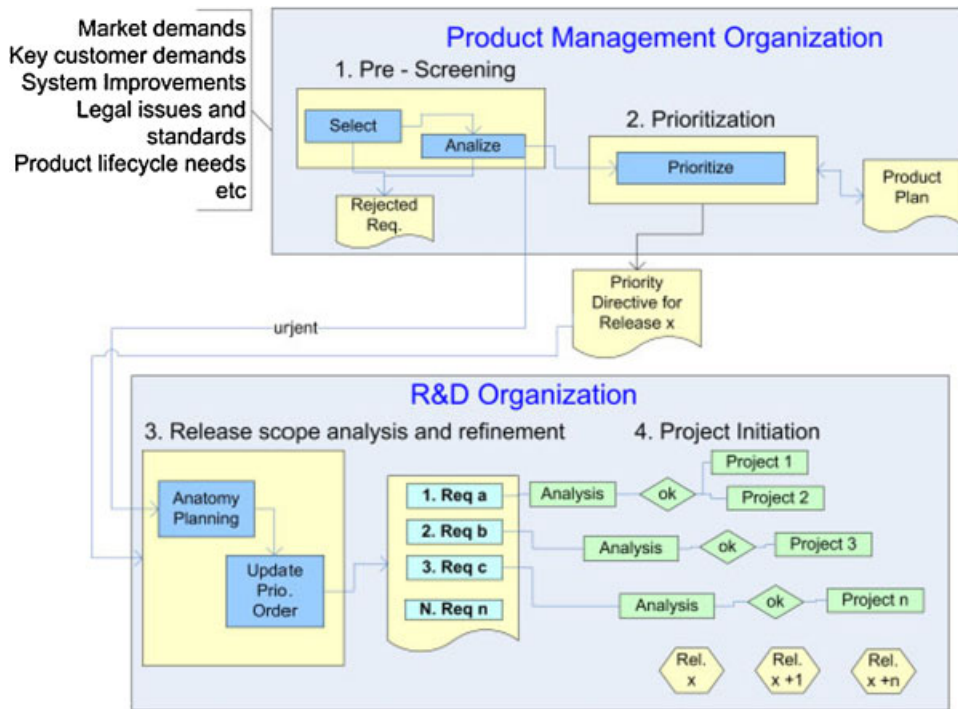 Market demands
Key customer demands
System Improvements
Legal issues and
standards
Product lifecycle needs
etc
Product Management Organization
1. Pre - Screening
Select
Analize
2. Prioritization
Prioritize
Rejected
Req.
Product
Plan
Priority
Directive for
Release x
urjent
R&D Organization
3. Release scope analysis and refinement
4. Project Initiation
Anatomy
Planning
Update
Prio.
Order
1. Req a
2. Req b
3. Req c
N. Req n
Analysis
ok
Project 1
Project 2
Analysis
ok
Project 3
Analysis
ok
Project n
Rel.
x
Rel.
x +1
Rel.
x +n